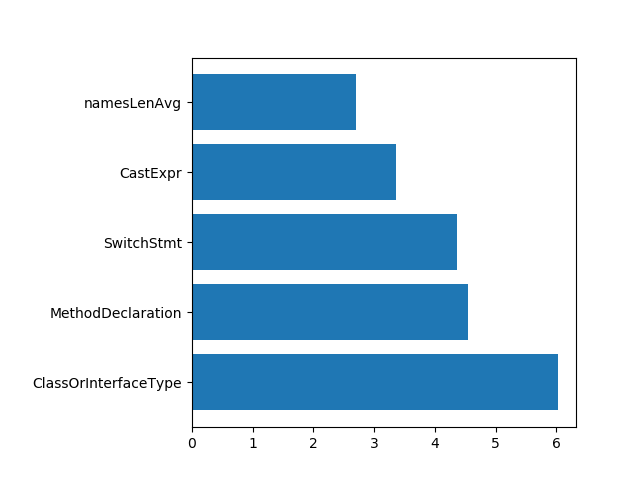 namesLenAvg
CastExpr
SwitchStmt
MethodDeclaration
ClassOrInterfaceType
0 1 2 3 4 5 6